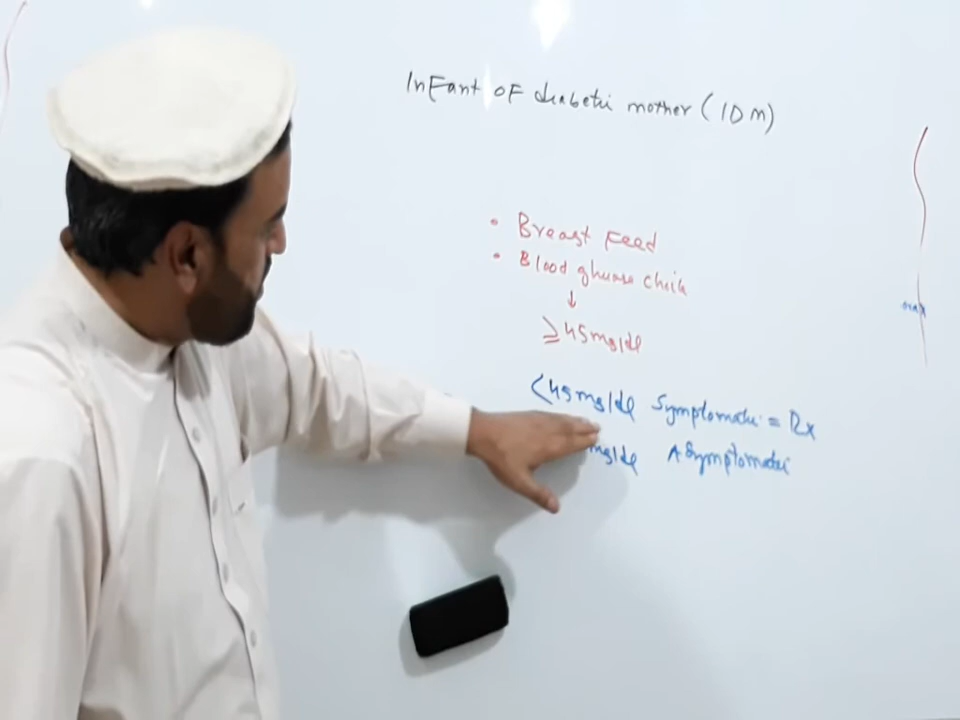 Infant of diabetic mother (IDM)
• Breast Feed
• Blood glucose check
↓
≥45mg/dl
<45mg/dl Symptomatic = Rx
mg/dl Asymptomatic